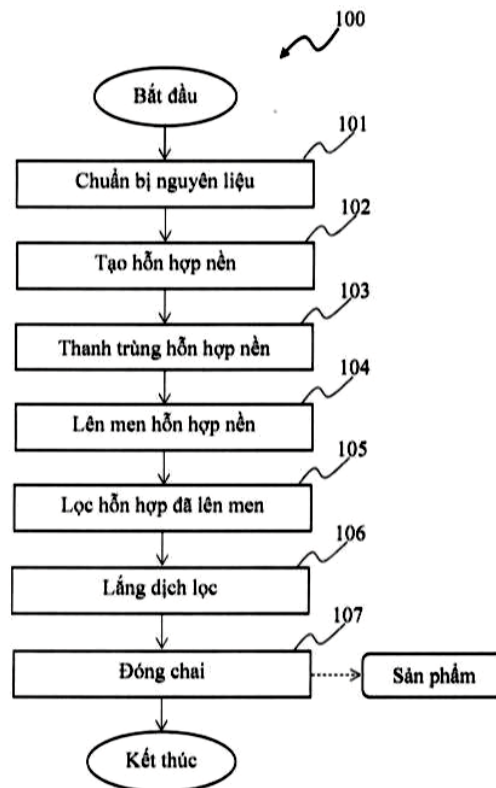 100
Bắt đầu
101
Chuẩn bị nguyên liệu
102
Tạo hỗn hợp nền
103
Thanh trùng hỗn hợp nền
104
Lên men hỗn hợp nền
105
Lọc hỗn hợp đã lên men
106
Lắng dịch lọc
107
Đóng chai
Sản phẩm
Kết thúc